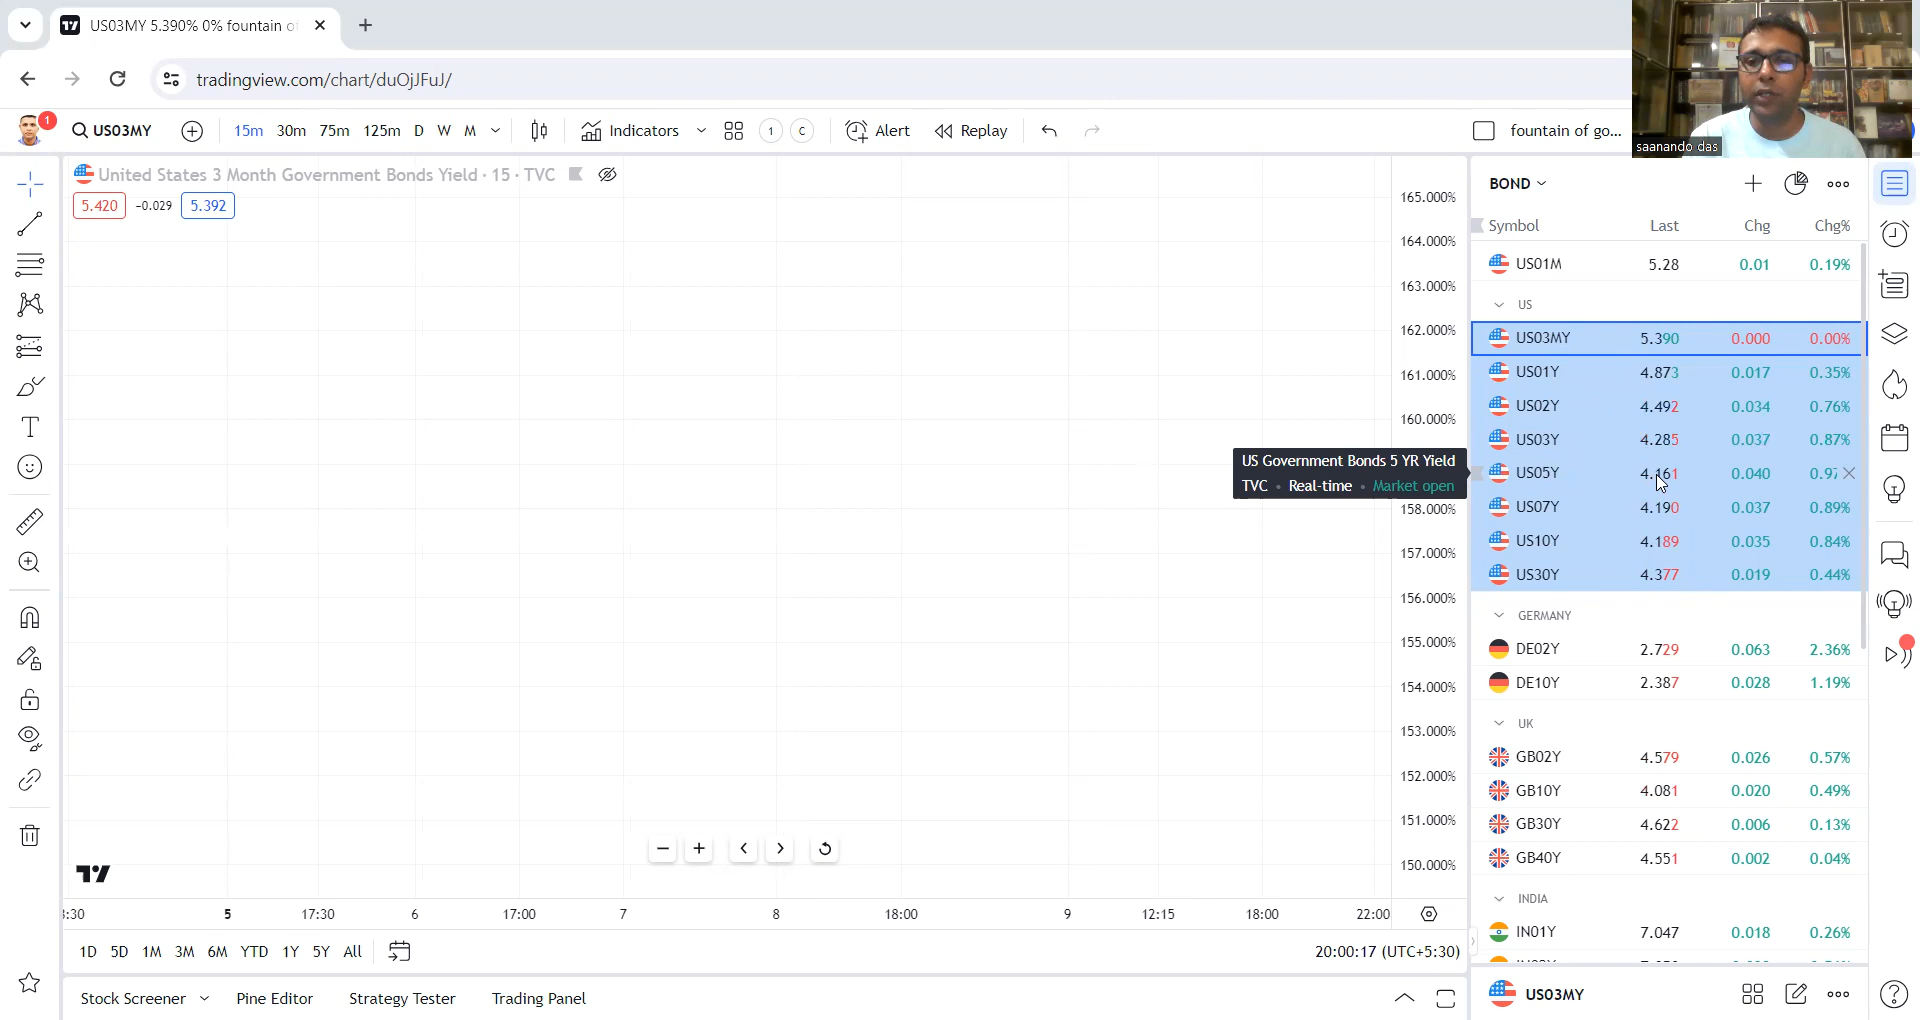 US03MY 5.390% 0% fountain o
tradingview.com/chart/duOjJFuJ/
saanando das
1 US03MY 15m 30m 75m 125m D W M Indicators 1 C Alert Replay fountain of go...
United States 3 Month Government Bonds Yield · 15 · TVC
5.420 −0.029 5.392
165.000%
164.000%
163.000%
162.000%
161.000%
160.000%
158.000%
157.000%
156.000%
155.000%
154.000%
153.000%
152.000%
151.000%
150.000%
US Government Bonds 5 YR Yield
TVC • Real-time • Market open
:30 5 17:30 6 17:00 7 8 18:00 9 12:15 18:00 22:00
1D 5D 1M 3M 6M YTD 1Y 5Y All 20:00:17 (UTC+5:30)
Stock Screener Pine Editor Strategy Tester Trading Panel
BOND
Symbol Last Chg Chg%
US01M 5.28 0.01 0.19%
US
US03MY 5.390 0.000 0.00%
US01Y 4.873 0.017 0.35%
US02Y 4.492 0.034 0.76%
US03Y 4.285 0.037 0.87%
US05Y 4.161 0.040 0.97
US07Y 4.190 0.037 0.89%
US10Y 4.189 0.035 0.84%
US30Y 4.377 0.019 0.44%
GERMANY
DE02Y 2.729 0.063 2.36%
DE10Y 2.387 0.028 1.19%
UK
GB02Y 4.579 0.026 0.57%
GB10Y 4.081 0.020 0.49%
GB30Y 4.622 0.006 0.13%
GB40Y 4.551 0.002 0.04%
INDIA
IN01Y 7.047 0.018 0.26%
US03MY